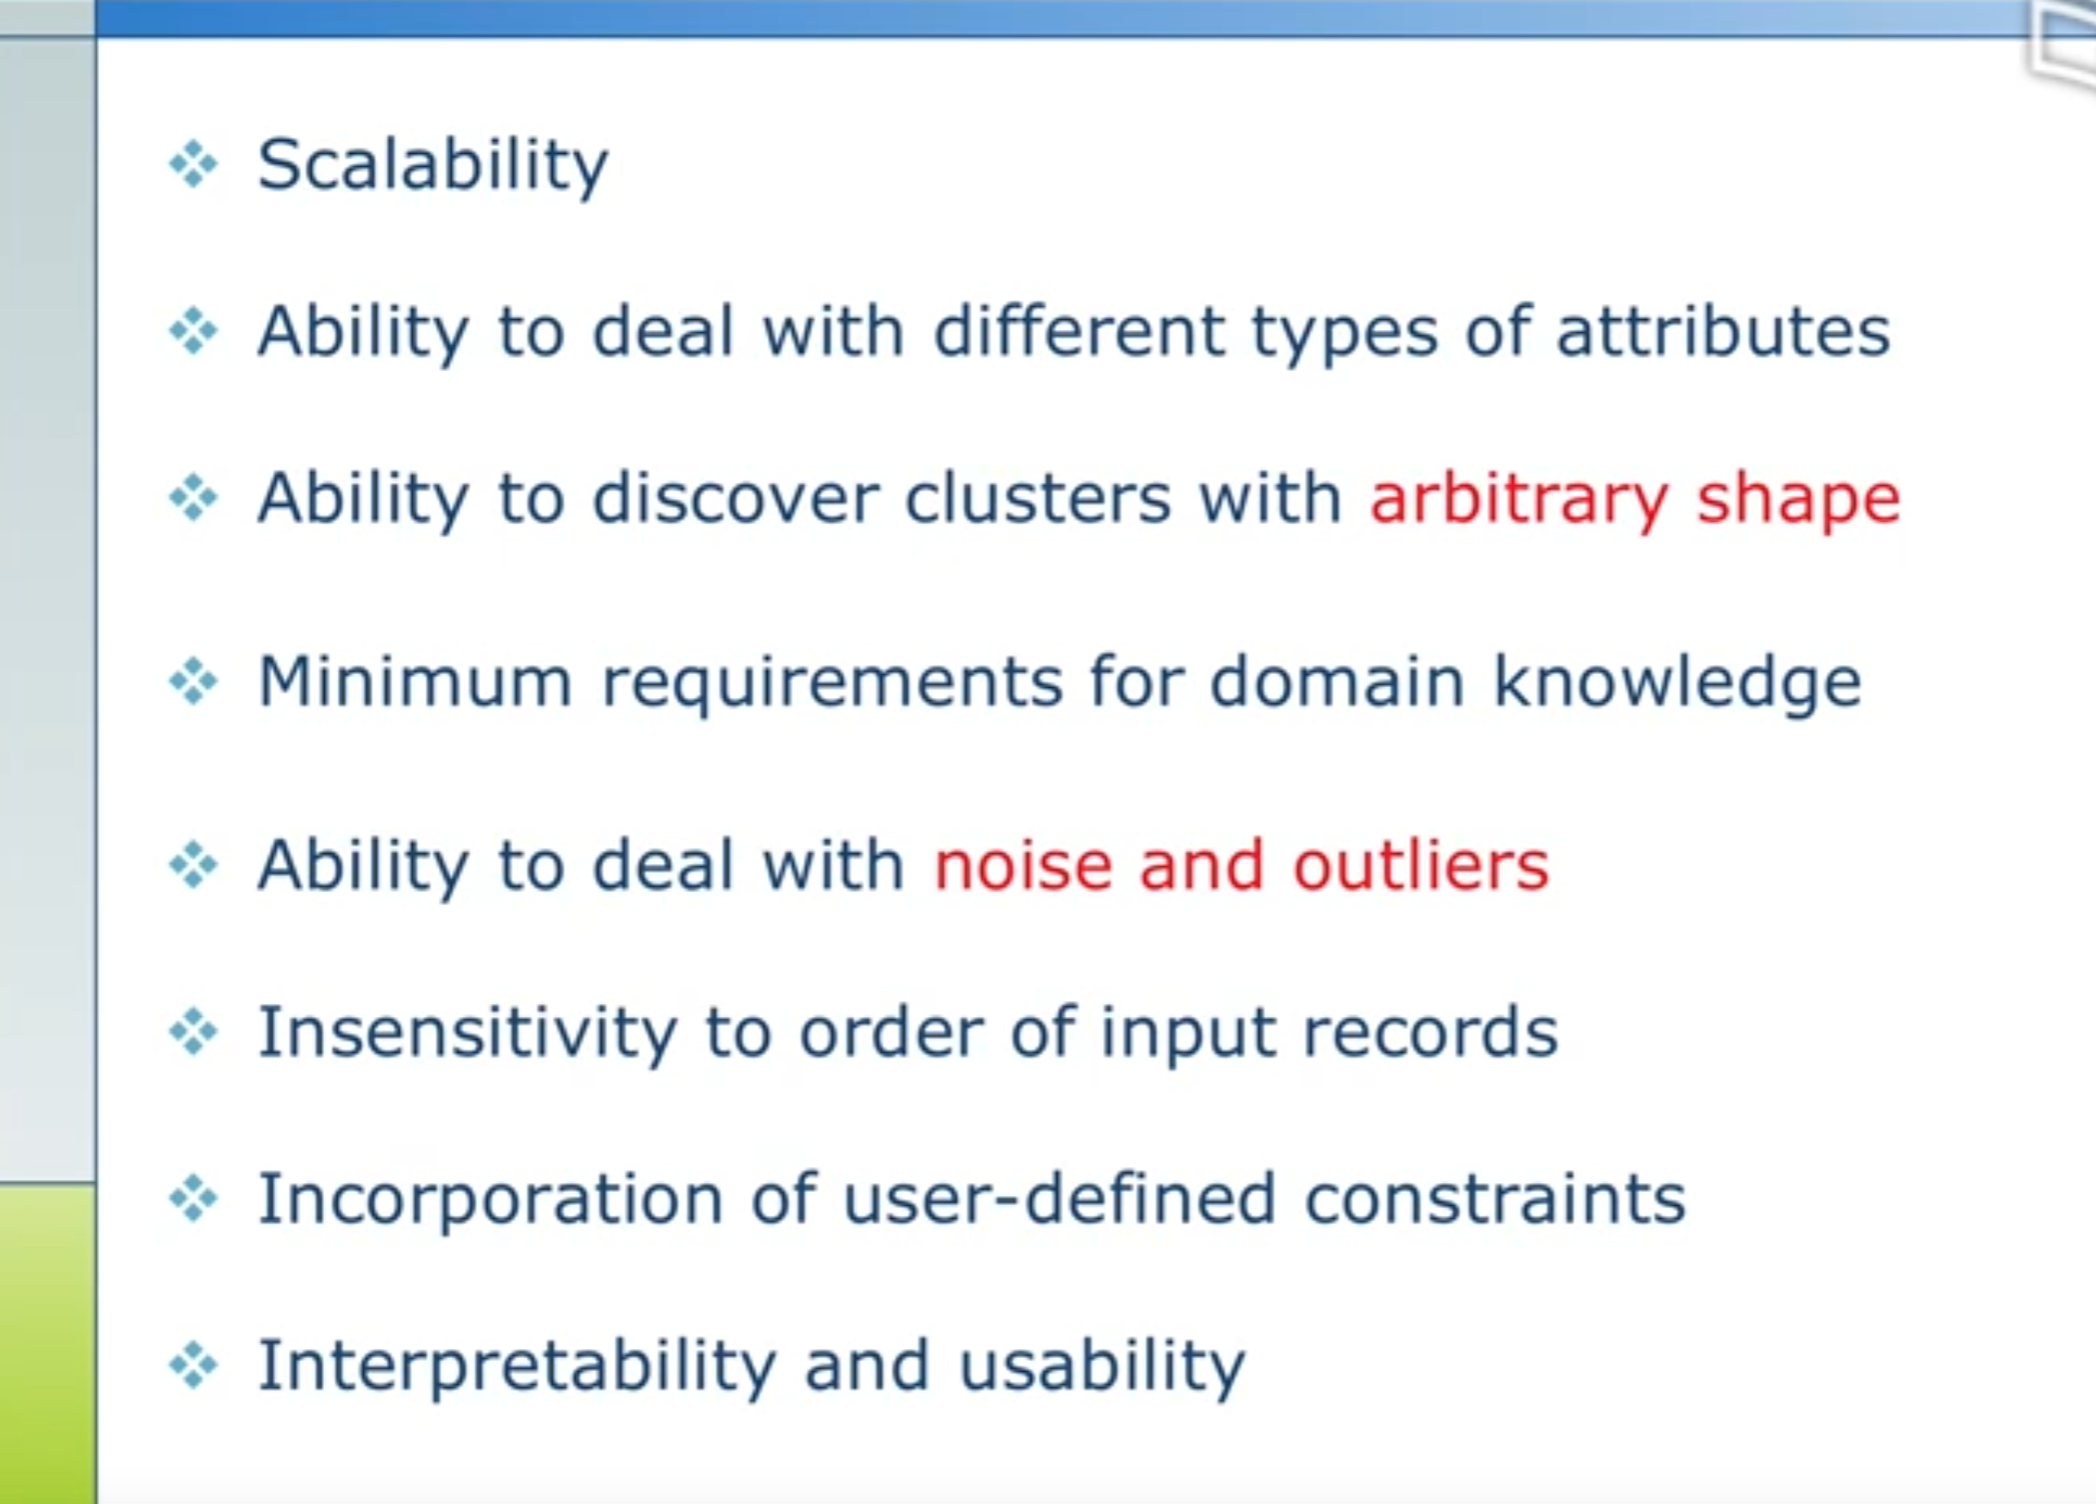 Scalability
Ability to deal with different types of attributes
Ability to discover clusters with arbitrary shape
Minimum requirements for domain knowledge
Ability to deal with noise and outliers
Insensitivity to order of input records
Incorporation of user-defined constraints
Interpretability and usability